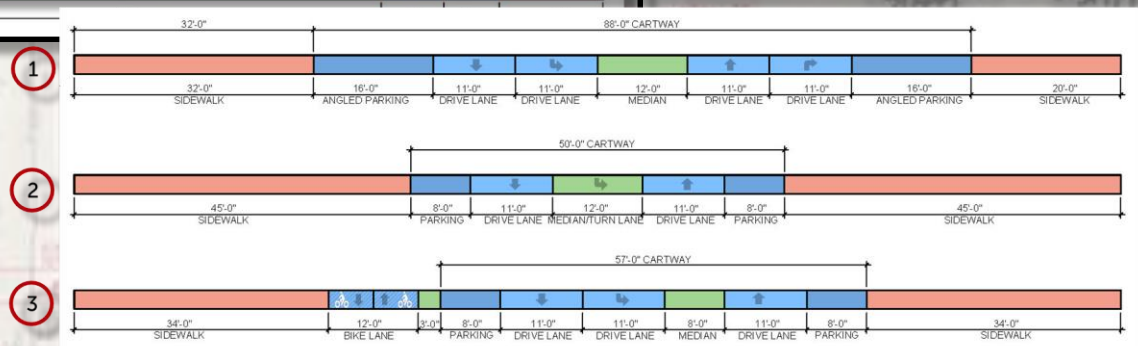 32'-0" 88'-0" CARTWAY
1
32'-0" 16'-0" 11'-0" 11'-0" 12'-0" 11'-0" 11'-0" 16'-0" 20'-0"
SIDEWALK ANGLED PARKING DRIVE LANE DRIVE LANE MEDIAN DRIVE LANE DRIVE LANE ANGLED PARKING SIDEWALK
50'-0" CARTWAY
2
45'-0" 8'-0" 11'-0" 12'-0" 11'-0" 8'-0" 45'-0"
SIDEWALK PARKING DRIVE LANE MEDIAN/TURN LANE DRIVE LANE PARKING SIDEWALK
57'-0" CARTWAY
3
34'-0" 12'-0" 3'-0" 8'-0" 11'-0" 11'-0" 8'-0" 11'-0" 8'-0" 34'-0"
SIDEWALK BIKE LANE PARKING DRIVE LANE DRIVE LANE MEDIAN DRIVE LANE PARKING SIDEWALK